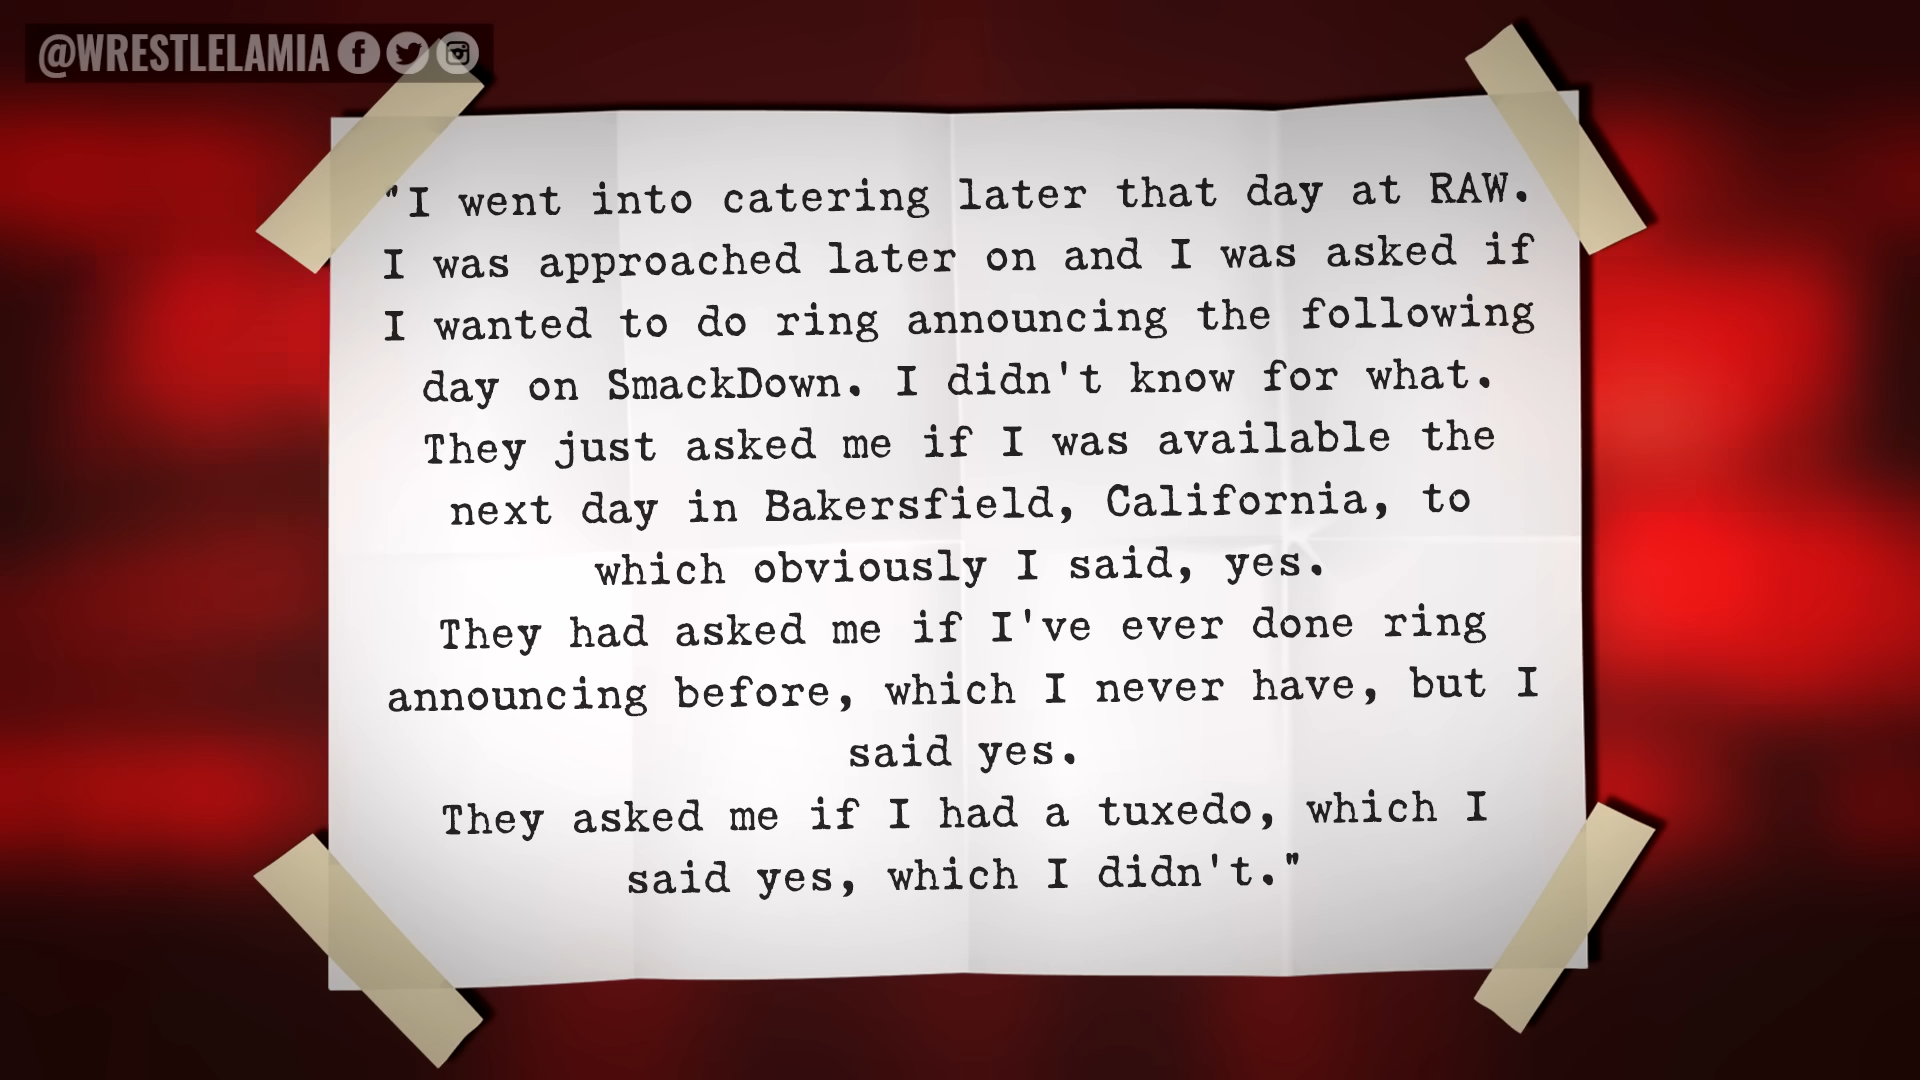 @WRESTLELAMIA
"I went into catering later that day at RAW.
I was approached later on and I was asked if
I wanted to do ring announcing the following
day on SmackDown. I didn't know for what.
They just asked me if I was available the
next day in Bakersfield, California, to
which obviously I said, yes.
They had asked me if I've ever done ring
announcing before, which I never have, but I
said yes.
They asked me if I had a tuxedo, which I
said yes, which I didn't."